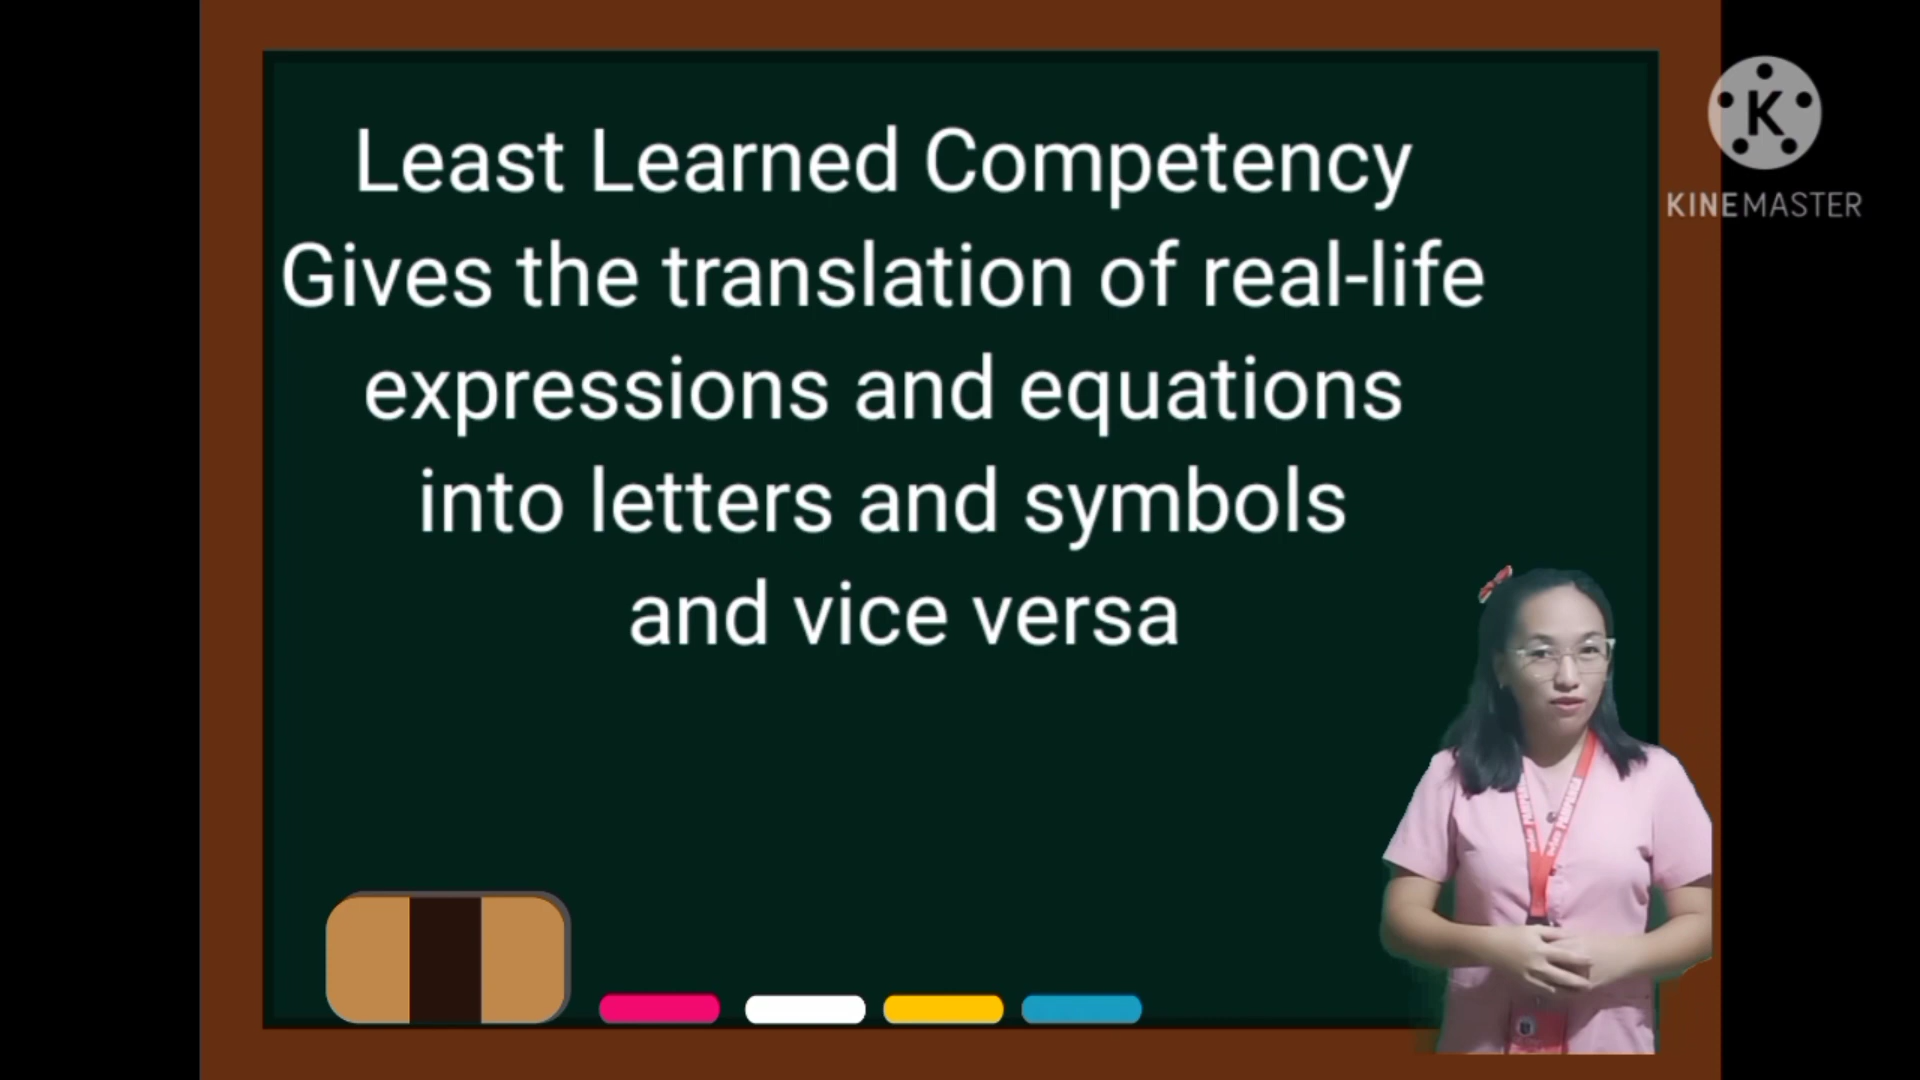 Least Learned Competency
Gives the translation of real-life
expressions and equations
into letters and symbols
and vice versa
K
KINEMASTER